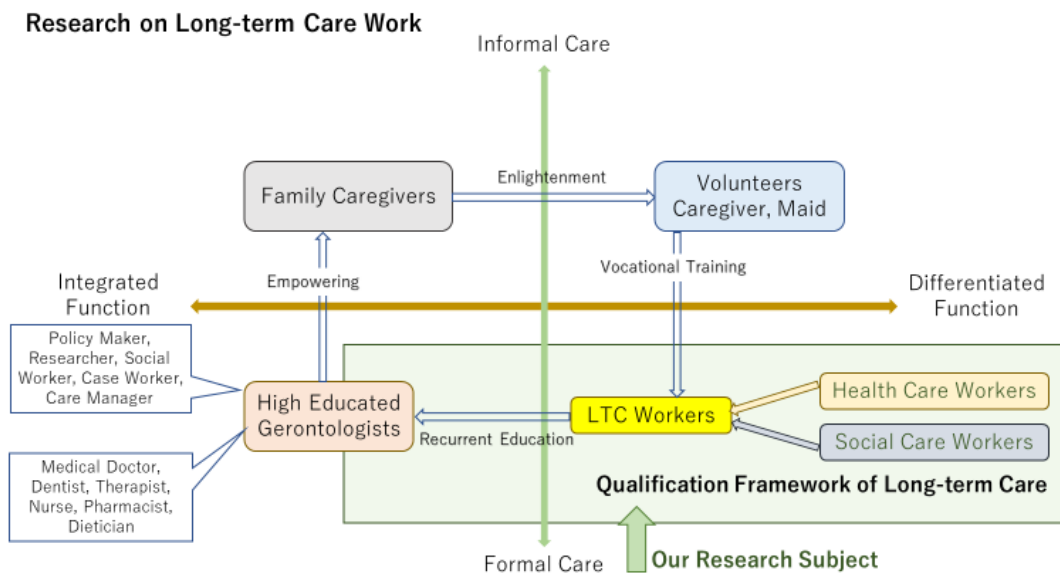 Research on Long-term Care Work
Informal Care
Family Caregivers
Enlightenment
Volunteers
Caregiver, Maid
Empowering
Vocational Training
Integrated
Function
Differentiated
Function
Policy Maker,
Researcher, Social
Worker, Case Worker,
Care Manager
High Educated
Gerontologists
Recurrent Education
LTC Workers
Health Care Workers
Social Care Workers
Medical Doctor,
Dentist, Therapist,
Nurse, Pharmacist,
Dietician
Qualification Framework of Long-term Care
Formal Care
Our Research Subject